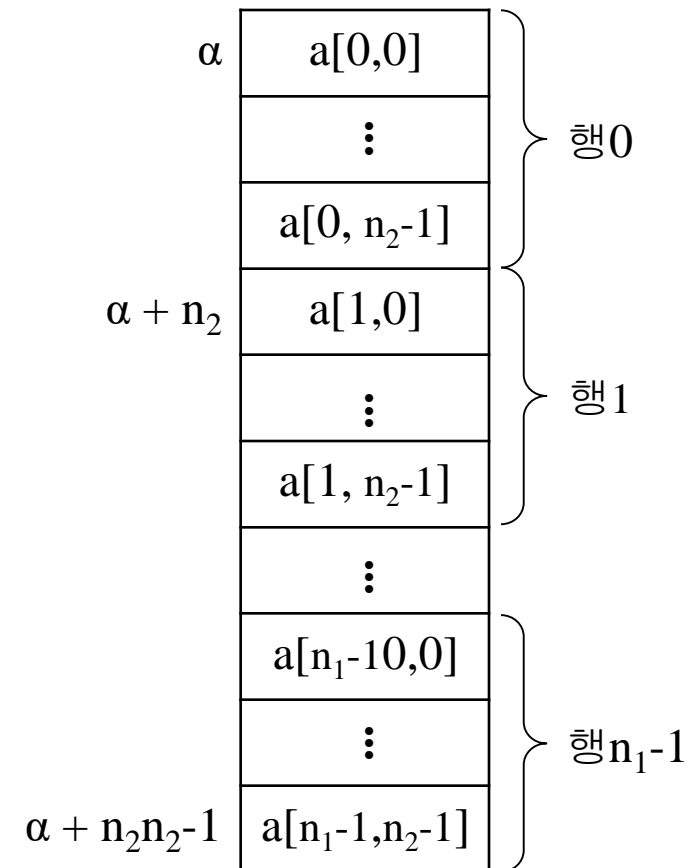 α a[0,0]
⋮ 행0
a[0, n₂-1]
α + n₂ a[1,0]
⋮ 행1
a[1, n₂-1]
⋮
a[n₁-10,0]
⋮ 행n₁-1
α + n₂n₂-1 a[n₁-1,n₂-1]